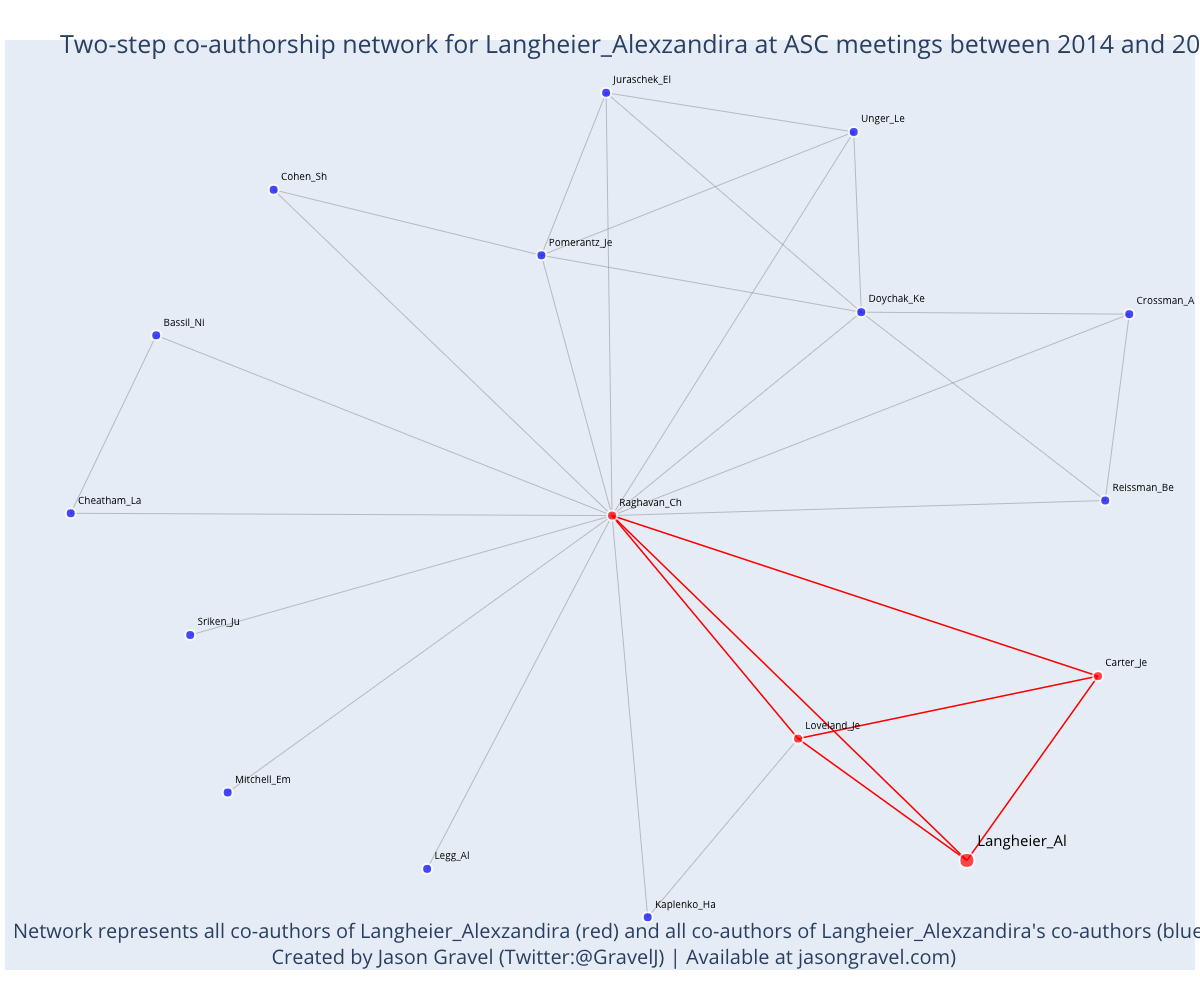 Two-step co-authorship network for Langheier_Alexzandira at ASC meetings between 2014 and 20
Juraschek_El
Unger_Le
Cohen_Sh
Pomerantz_Je
Doychak_Ke
Crossman_A
Bassil_Ni
Reissman_Be
Cheatham_La
Raghavan_Ch
Sriken_Ju
Carter_Je
Loveland_Je
Mitchell_Em
Langheier_Al
Legg_Al
Kaplenko_Ha
Network represents all co-authors of Langheier_Alexzandira (red) and all co-authors of Langheier_Alexzandira's co-authors (blue
Created by Jason Gravel (Twitter:@GravelJ) | Available at jasongravel.com)